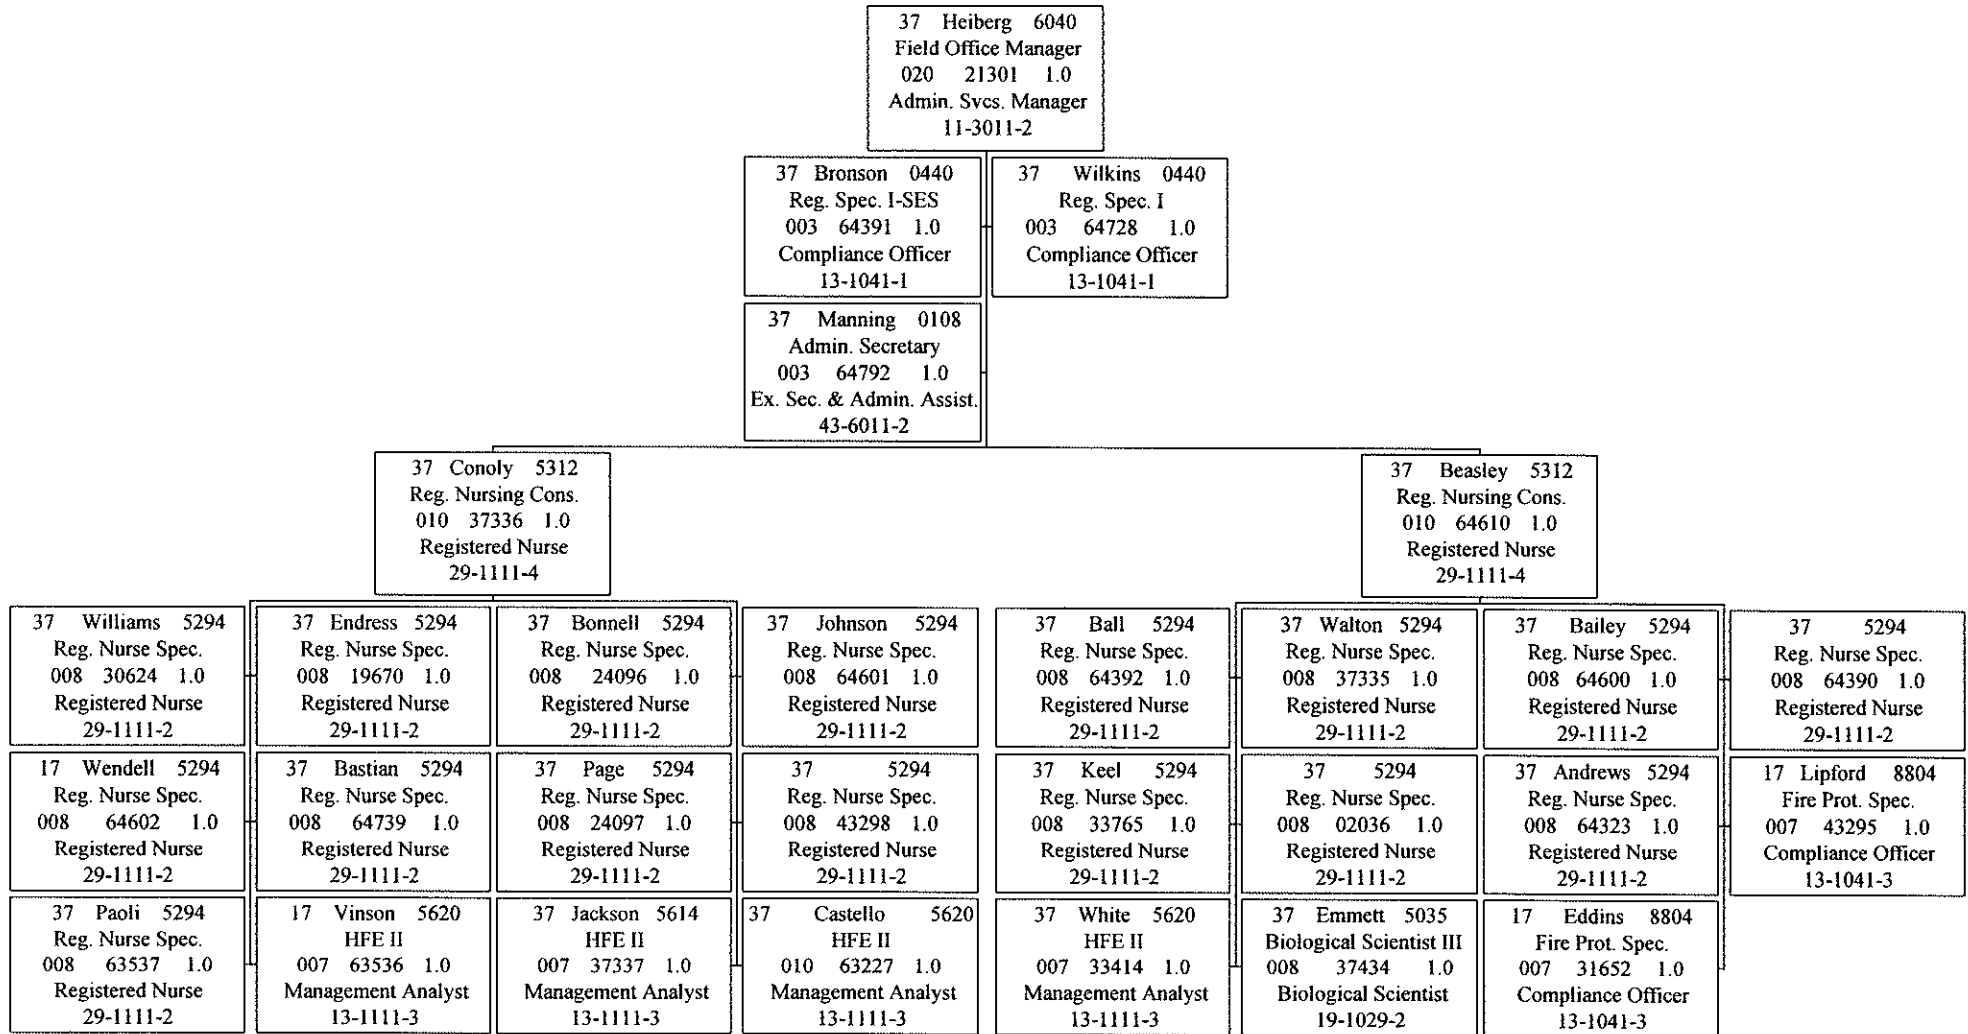 37 Heiberg 6040
Field Office Manager
020 21301 1.0
Admin. Svcs. Manager
11-3011-2
37 Bronson 0440
Reg. Spec. I-SES
003 64391 1.0
Compliance Officer
13-1041-1
37 Wilkins 0440
Reg. Spec. I
003 64728 1.0
Compliance Officer
13-1041-1
37 Manning 0108
Admin. Secretary
003 64792 1.0
Ex. Sec. & Admin. Assist.
43-6011-2
37 Conoly 5312
Reg. Nursing Cons.
010 37336 1.0
Registered Nurse
29-1111-4
37 Beasley 5312
Reg. Nursing Cons.
010 64610 1.0
Registered Nurse
29-1111-4
37 Williams 5294
Reg. Nurse Spec.
008 30624 1.0
Registered Nurse
29-1111-2
37 Endress 5294
Reg. Nurse Spec.
008 19670 1.0
Registered Nurse
29-1111-2
37 Bonnell 5294
Reg. Nurse Spec.
008 24096 1.0
Registered Nurse
29-1111-2
37 Johnson 5294
Reg. Nurse Spec.
008 64601 1.0
Registered Nurse
29-1111-2
37 Ball 5294
Reg. Nurse Spec.
008 64392 1.0
Registered Nurse
29-1111-2
37 Walton 5294
Reg. Nurse Spec.
008 37335 1.0
Registered Nurse
29-1111-2
37 Bailey 5294
Reg. Nurse Spec.
008 64600 1.0
Registered Nurse
29-1111-2
37 5294
Reg. Nurse Spec.
008 64390 1.0
Registered Nurse
29-1111-2
17 Wendell 5294
Reg. Nurse Spec.
008 64602 1.0
Registered Nurse
29-1111-2
37 Bastian 5294
Reg. Nurse Spec.
008 64739 1.0
Registered Nurse
29-1111-2
37 Page 5294
Reg. Nurse Spec.
008 24097 1.0
Registered Nurse
29-1111-2
37 5294
Reg. Nurse Spec.
008 43298 1.0
Registered Nurse
29-1111-2
37 Keel 5294
Reg. Nurse Spec.
008 33765 1.0
Registered Nurse
29-1111-2
37 5294
Reg. Nurse Spec.
008 02036 1.0
Registered Nurse
29-1111-2
37 Andrews 5294
Reg. Nurse Spec.
008 64323 1.0
Registered Nurse
29-1111-2
17 Lipford 8804
Fire Prot. Spec.
007 43295 1.0
Compliance Officer
13-1041-3
37 Paoli 5294
Reg. Nurse Spec.
008 63537 1.0
Registered Nurse
29-1111-2
17 Vinson 5620
HFE II
007 63536 1.0
Management Analyst
13-1111-3
37 Jackson 5614
HFE II
007 37337 1.0
Management Analyst
13-1111-3
37 Castello 5620
HFE II
010 63227 1.0
Management Analyst
13-1111-3
37 White 5620
HFE II
007 33414 1.0
Management Analyst
13-1111-3
37 Emmett 5035
Biological Scientist III
008 37434 1.0
Biological Scientist
19-1029-2
17 Eddins 8804
Fire Prot. Spec.
007 31652 1.0
Compliance Officer
13-1041-3